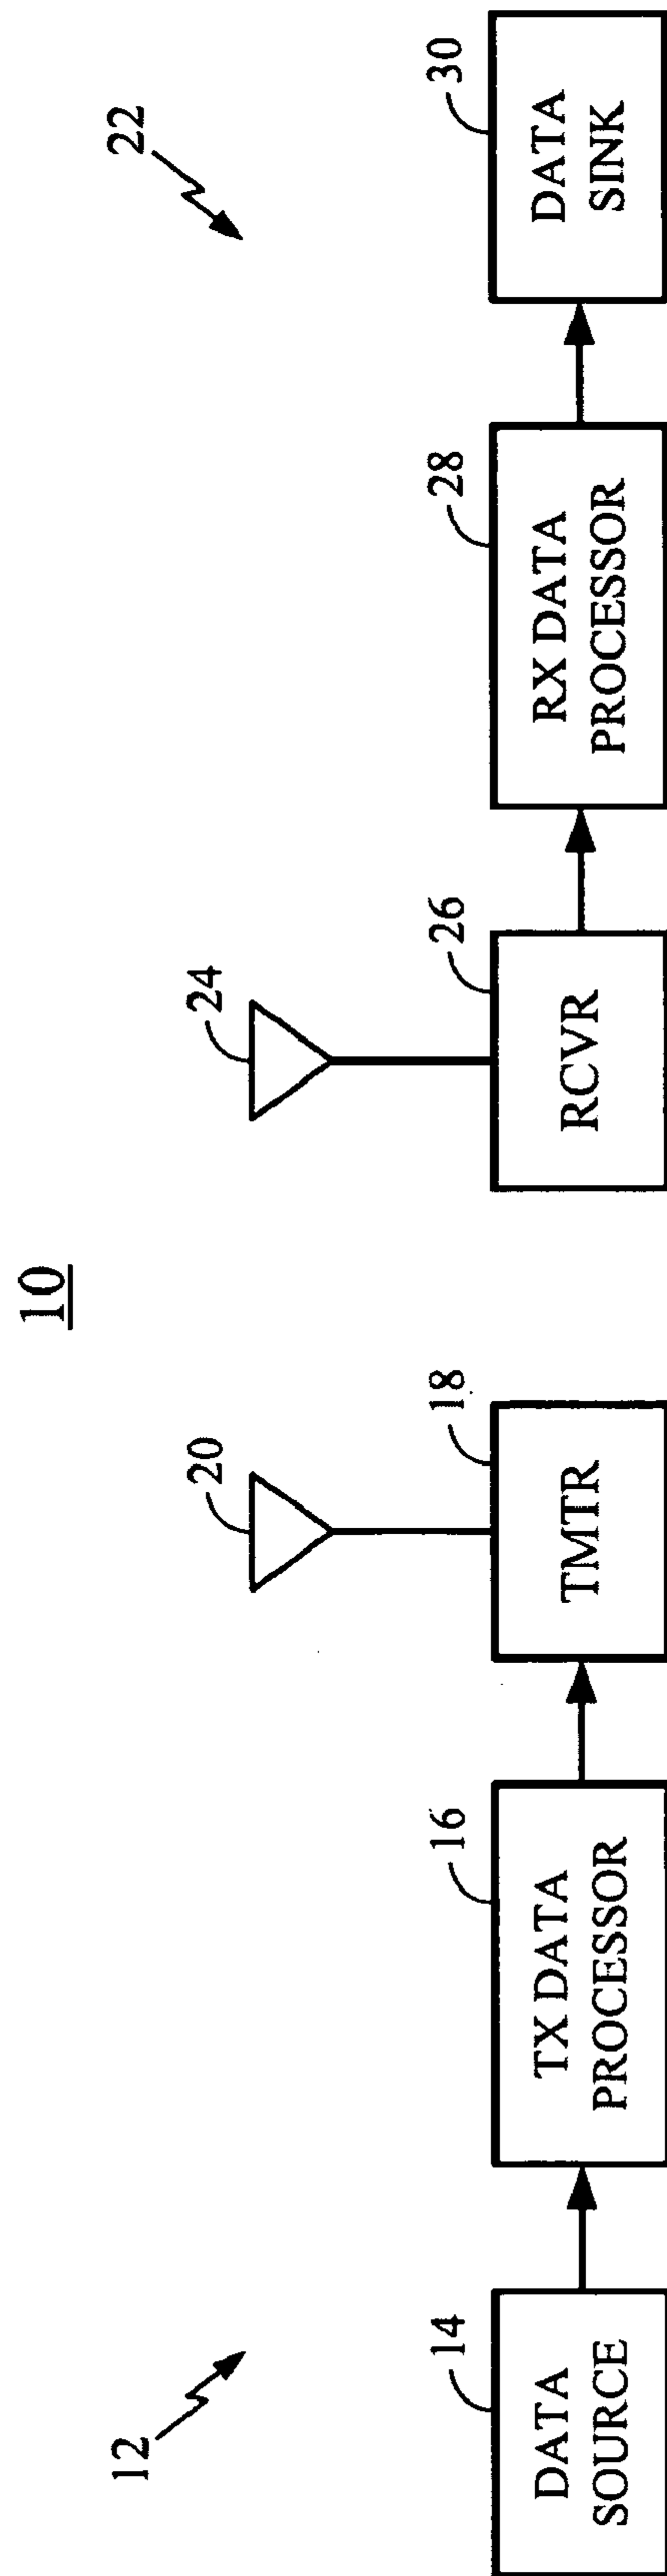 10
12
22
20
24
14
16
18
26
28
30
DATA
SOURCE
TX DATA
PROCESSOR
TMTR
RCVR
RX DATA
PROCESSOR
DATA
SINK